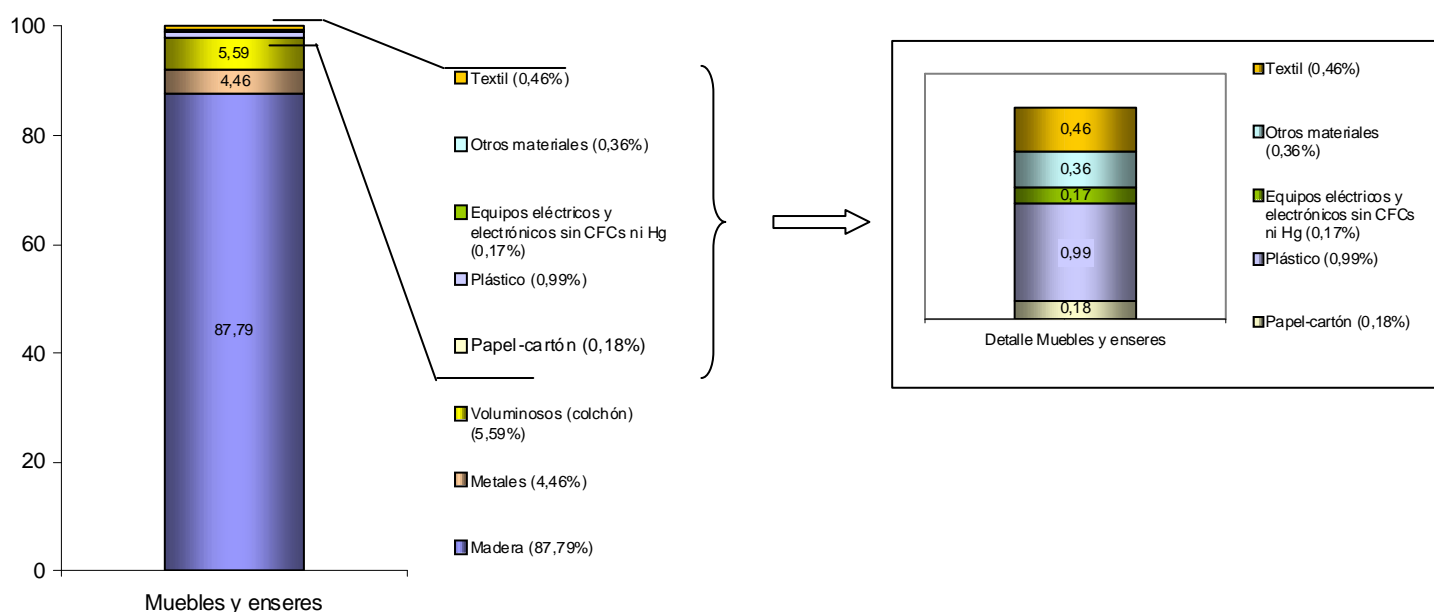 100
80
60
40
20
0
5,59
4,46
87,79
Muebles y enseres
Textil (0,46%)
Otros materiales (0,36%)
Equipos eléctricos y
electrónicos sin CFCs ni Hg
(0,17%)
Plástico (0,99%)
Papel-cartón (0,18%)
Voluminosos (colchón)
(5,59%)
Metales (4,46%)
Madera (87,79%)
0,46
0,36
0,17
0,99
0,18
Detalle Muebles y enseres
Textil (0,46%)
Otros materiales
(0,36%)
Equipos eléctricos y
electrónicos sin CFCs
ni Hg (0,17%)
Plástico (0,99%)
Papel-cartón (0,18%)